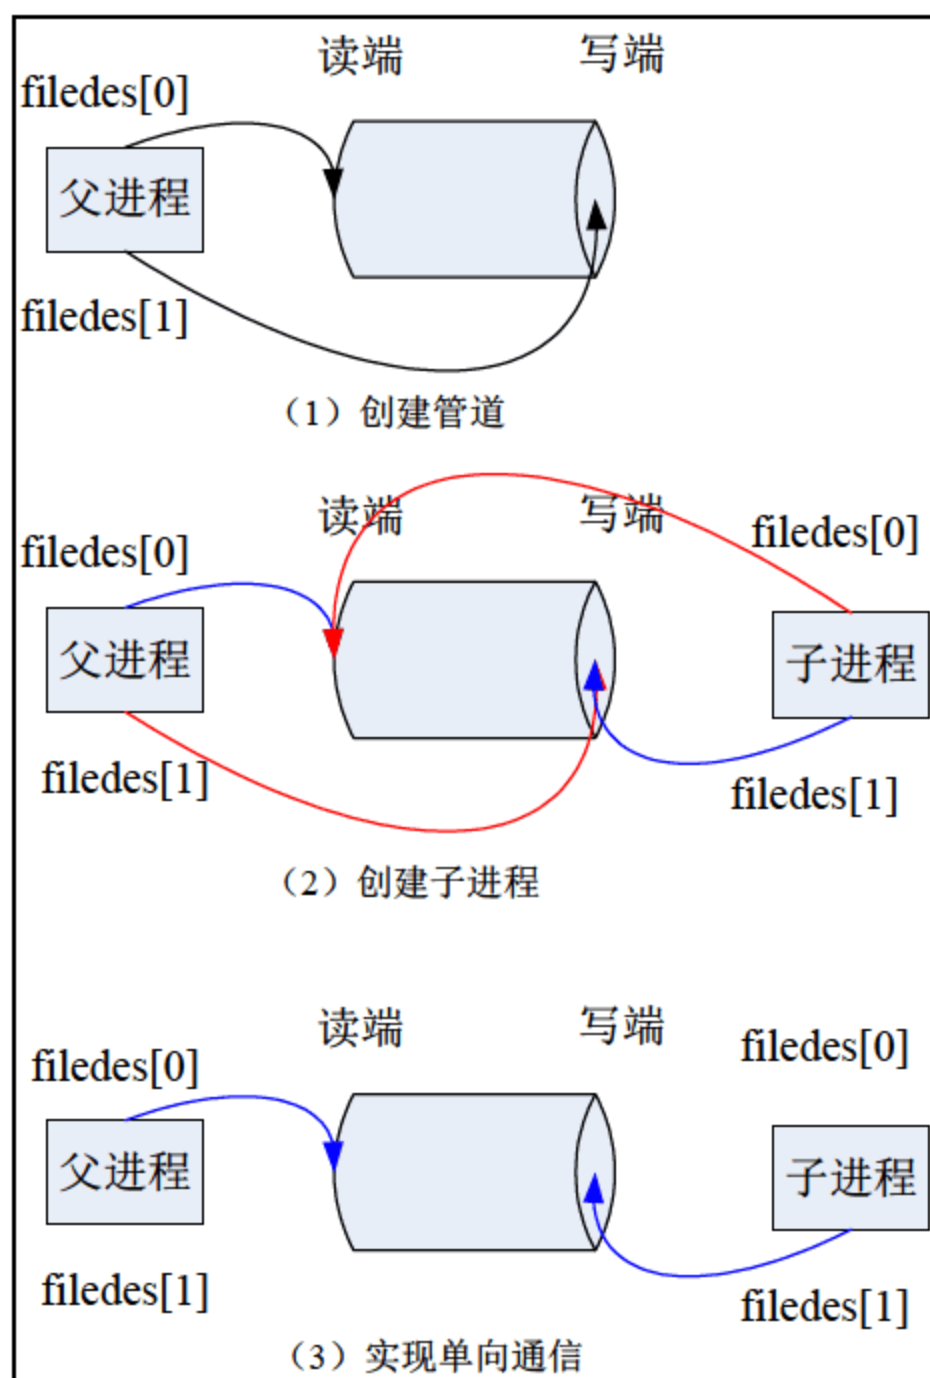 读端 写端
filedes[0]
父进程
filedes[1]
（1）创建管道
读端 写端
filedes[0] filedes[0]
父进程 子进程
filedes[1] filedes[1]
（2）创建子进程
读端 写端
filedes[0] filedes[0]
父进程 子进程
filedes[1] filedes[1]
（3）实现单向通信